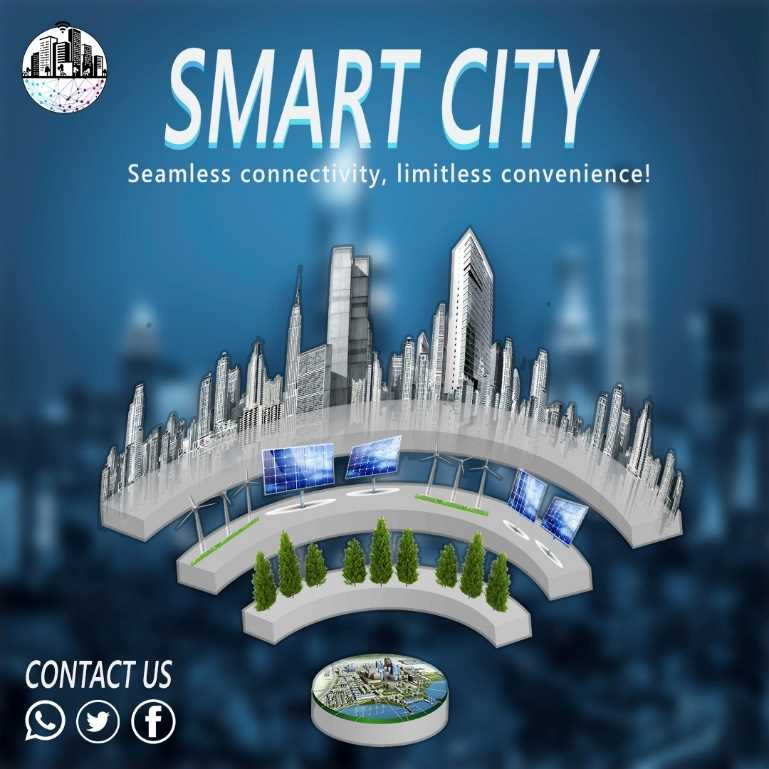 SMART CITY
Seamless connectivity, limitless convenience!
CONTACT US